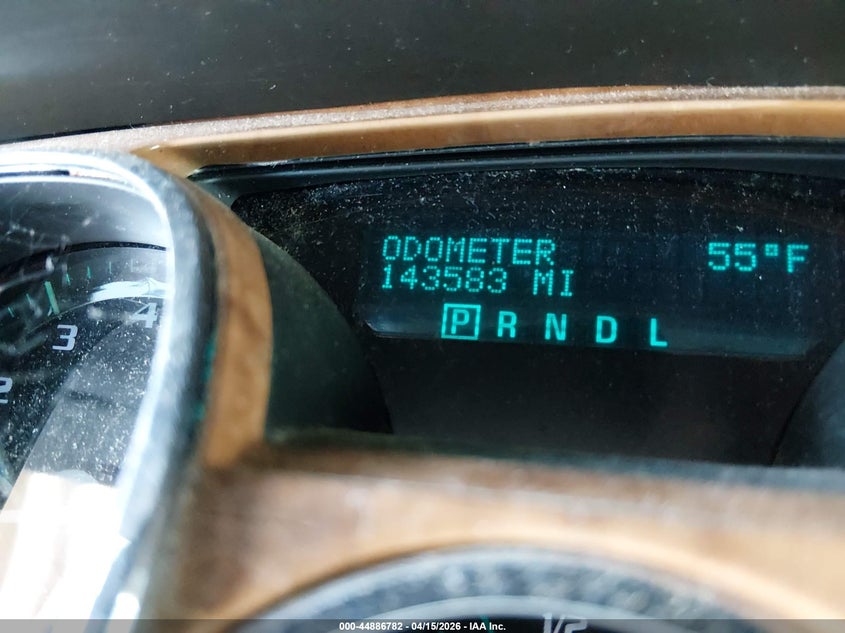 ODOMETER 55°F
143583 MI
P R N D L
4
3
2
1/2
000-44886782 - 04/15/2026 - IAA Inc.